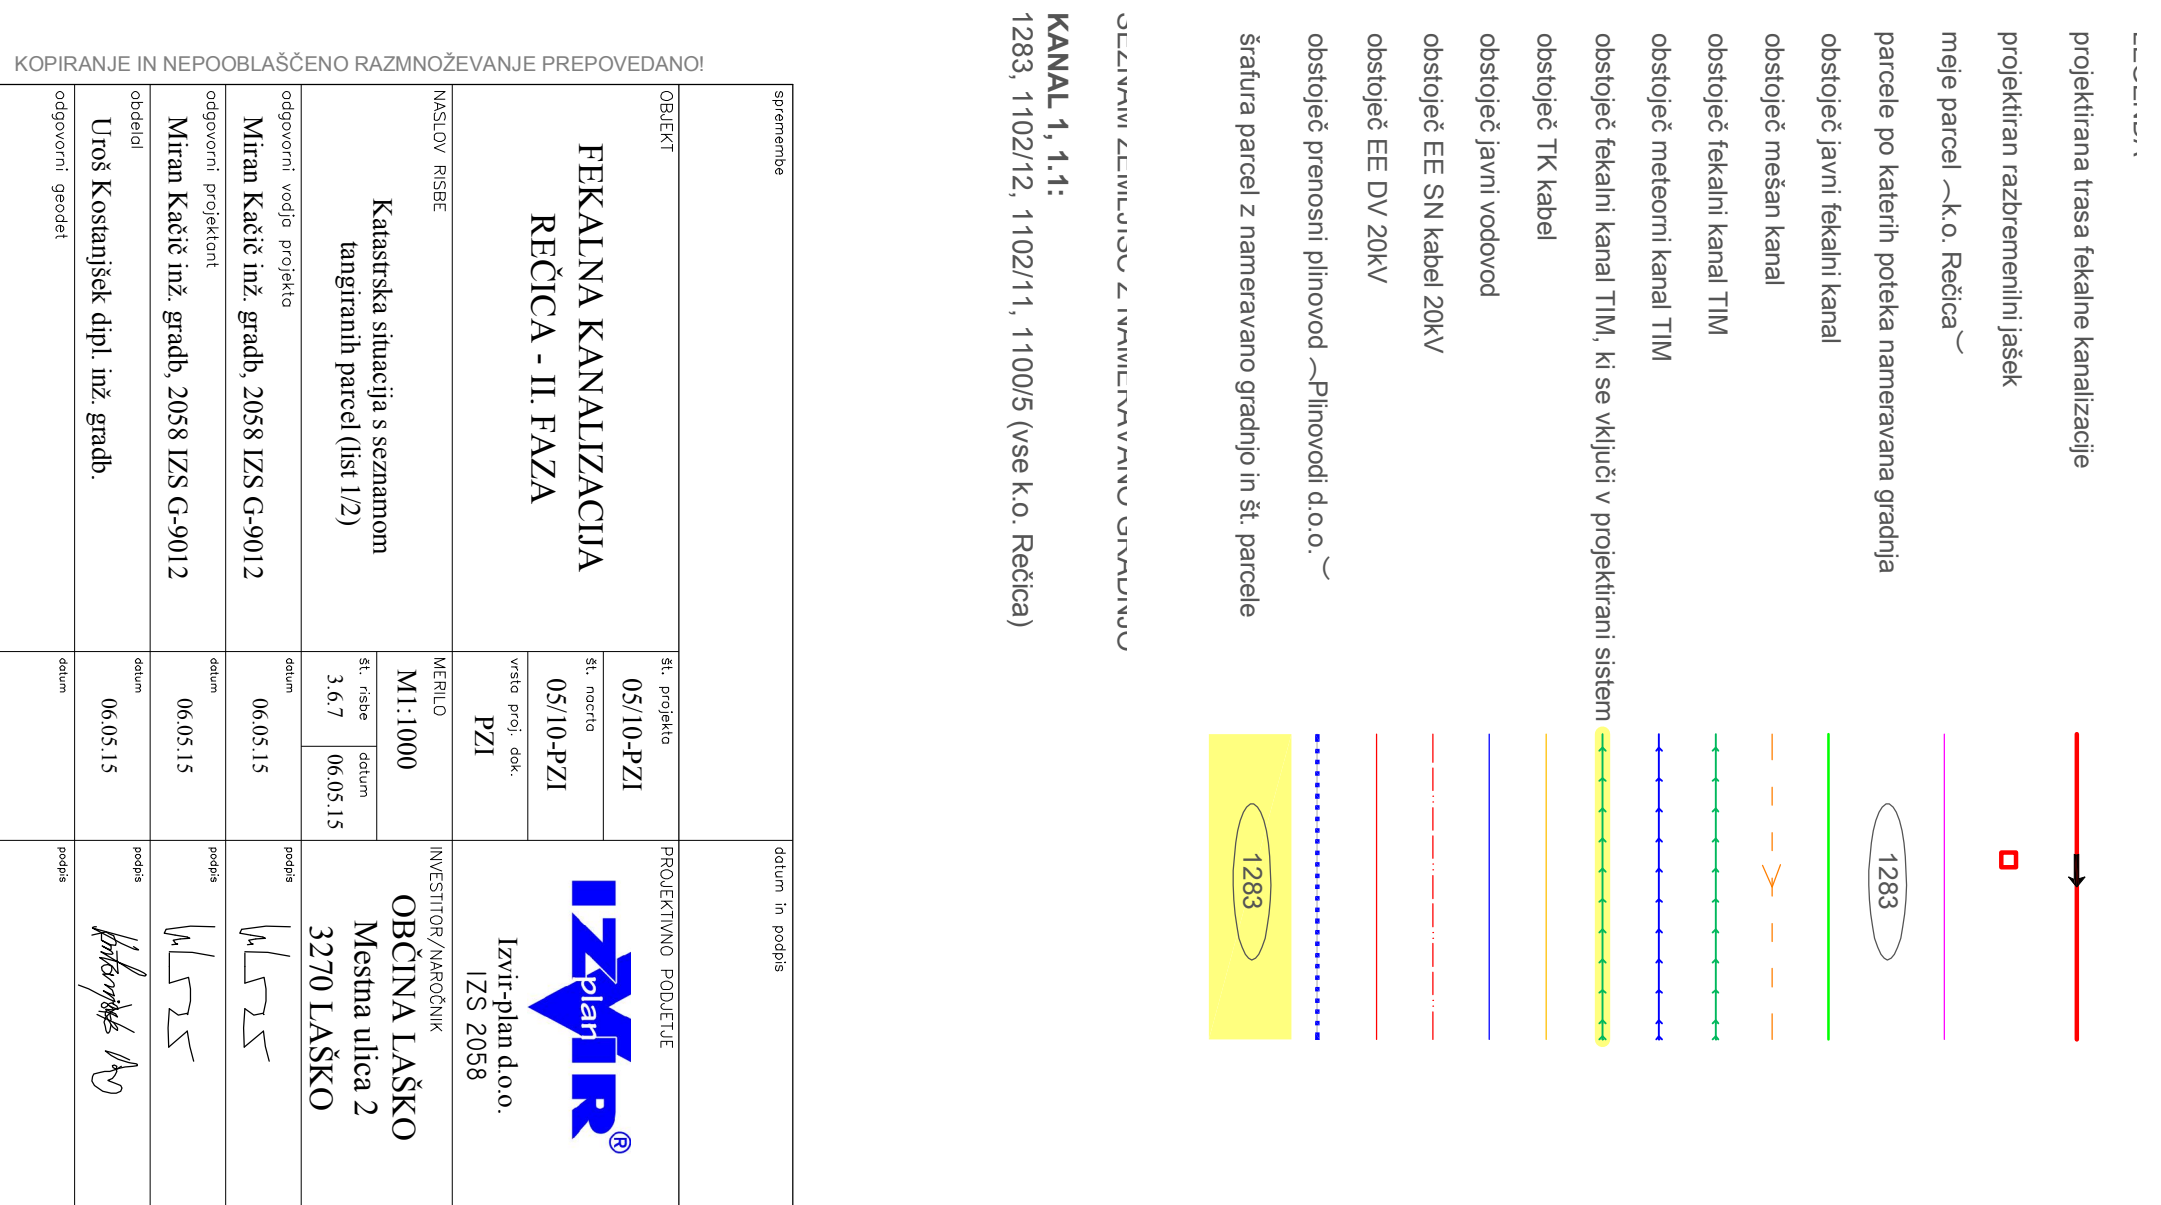 projektirana trasa fekalne kanalizacije
projektiran razbremenilni jašek
meje parcel (k.o. Rečica)
parcele po katerih poteka nameravana gradnja
1283
obstoječ javni fekalni kanal
obstoječ mešan kanal
obstoječ fekalni kanal TIM
obstoječ meteorni kanal TIM
obstoječ fekalni kanal TIM, ki se vključi v projektirani sistem
obstoječ TK kabel
obstoječ javni vodovod
obstoječ EE SN kabel 20kV
obstoječ EE DV 20kV
obstoječ prenosni plinovod (Plinovodi d.o.o.)
šrafura parcel z nameravano gradnjo in št. parcele
1283
SEZNAM ZEMLJIŠČ Z NAMERAVANO GRADNJO
KANAL 1, 1.1:
1283, 1102/12, 1102/11, 1100/5 (vse k.o. Rečica)
KOPIRANJE IN NEPOOBLAŠČENO RAZMNOŽEVANJE PREPOVEDANO!
spremembe
datum in podpis
OBJEKT
FEKALNA KANALIZACIJA
REČICA - II. FAZA
št. projekta
05/10-PZI
št. nacrta
05/10-PZI
vrsta proj. dok.
PZI
PROJEKTIVNO PODJETJE
IZVIR
plan
®
Izvir-plan d.o.o.
IZS 2058
NASLOV RISBE
Katastrska situacija s seznamom
tangiranih parcel (list 1/2)
MERILO
M1:1000
št. risbe
3.6.7
datum
06.05.15
INVESTITOR/NAROČNIK
OBČINA LAŠKO
Mestna ulica 2
3270 LAŠKO
odgovorni vodja projekta
Miran Kačič inž. gradb, 2058 IZS G-9012
datum
06.05.15
podpis
odgovorni projektant
Miran Kačič inž. gradb, 2058 IZS G-9012
datum
06.05.15
podpis
obdelal
Uroš Kostanjšek dipl. inž. gradb.
datum
06.05.15
podpis
odgovorni geodet
datum
podpis